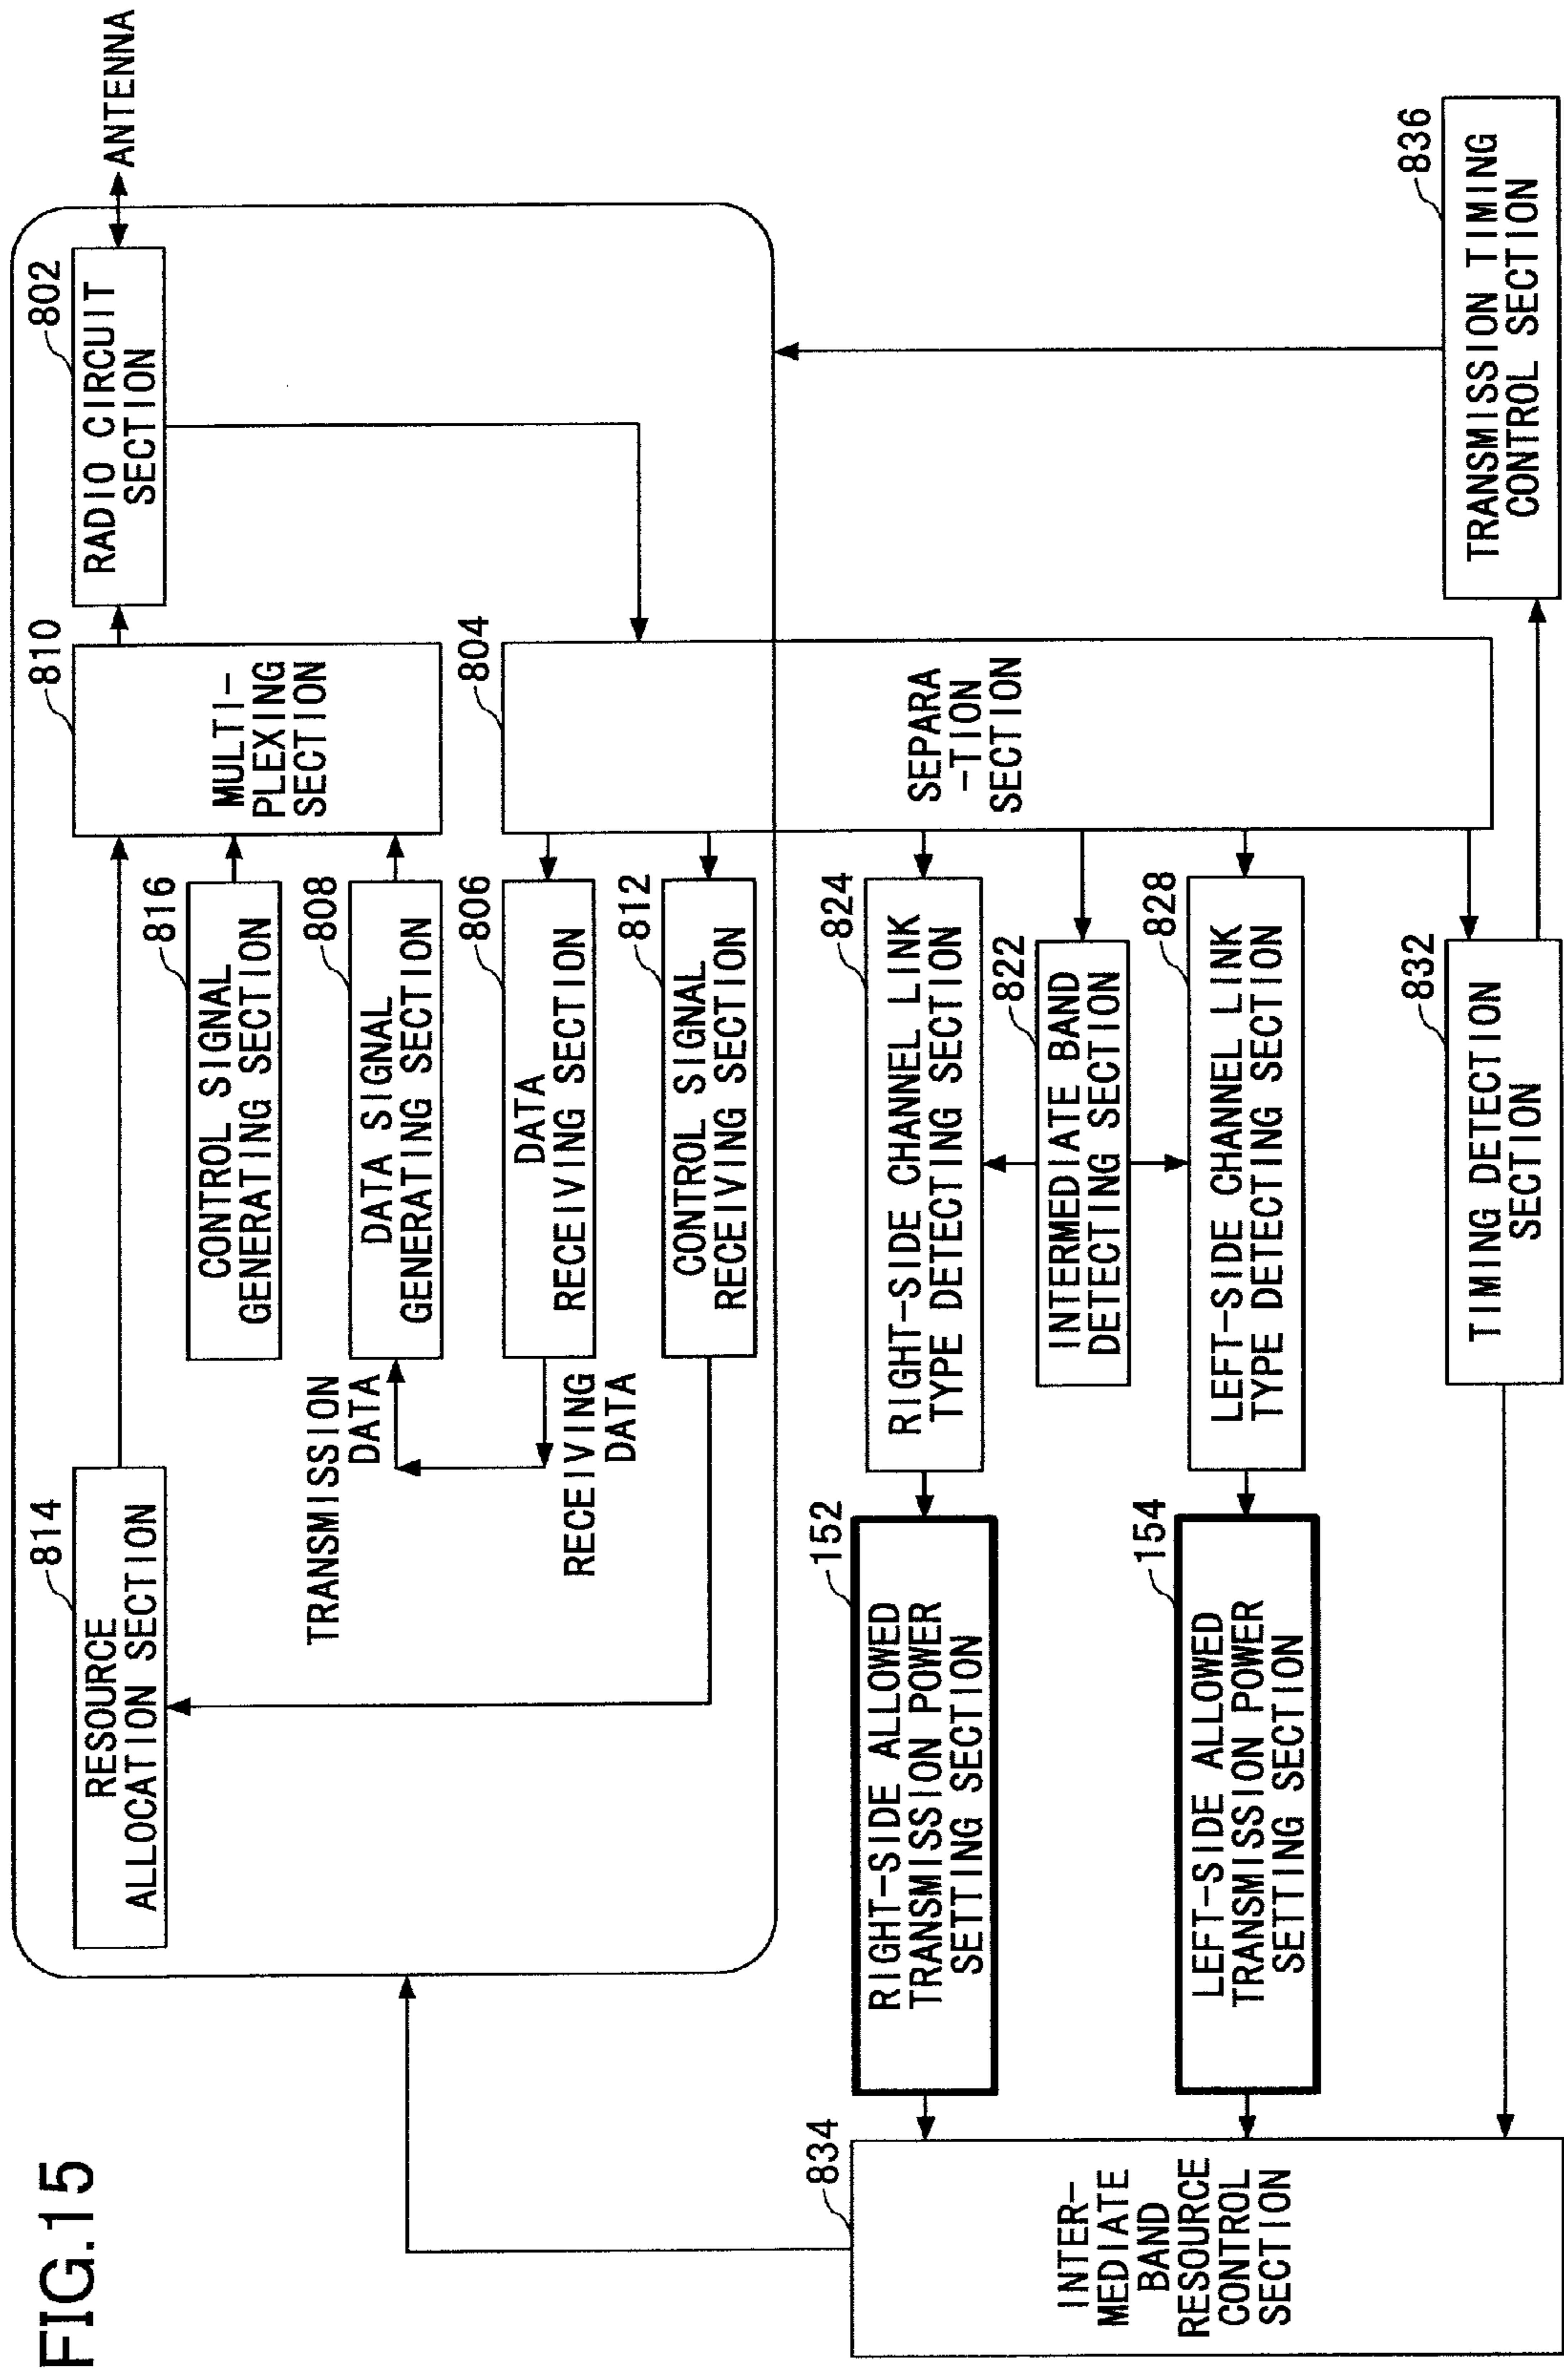 FIG.15
814
RESOURCE
ALLOCATION SECTION
816
CONTROL SIGNAL
GENERATING SECTION
810
MULTI-
PLEXING
SECTION
802
RADIO CIRCUIT
SECTION
ANTENNA
TRANSMISSION
DATA
808
DATA SIGNAL
GENERATING SECTION
RECEIVING
DATA
806
DATA
RECEIVING SECTION
812
CONTROL SIGNAL
RECEIVING SECTION
804
SEPARA
-TION
SECTION
834
INTER-
MEDIATE
BAND
RESOURCE
CONTROL
SECTION
152
RIGHT-SIDE ALLOWED
TRANSMISSION POWER
SETTING SECTION
824
RIGHT-SIDE CHANNEL LINK
TYPE DETECTING SECTION
822
INTERMEDIATE BAND
DETECTING SECTION
154
LEFT-SIDE ALLOWED
TRANSMISSION POWER
SETTING SECTION
828
LEFT-SIDE CHANNEL LINK
TYPE DETECTING SECTION
832
TIMING DETECTION
SECTION
836
TRANSMISSION TIMING
CONTROL SECTION